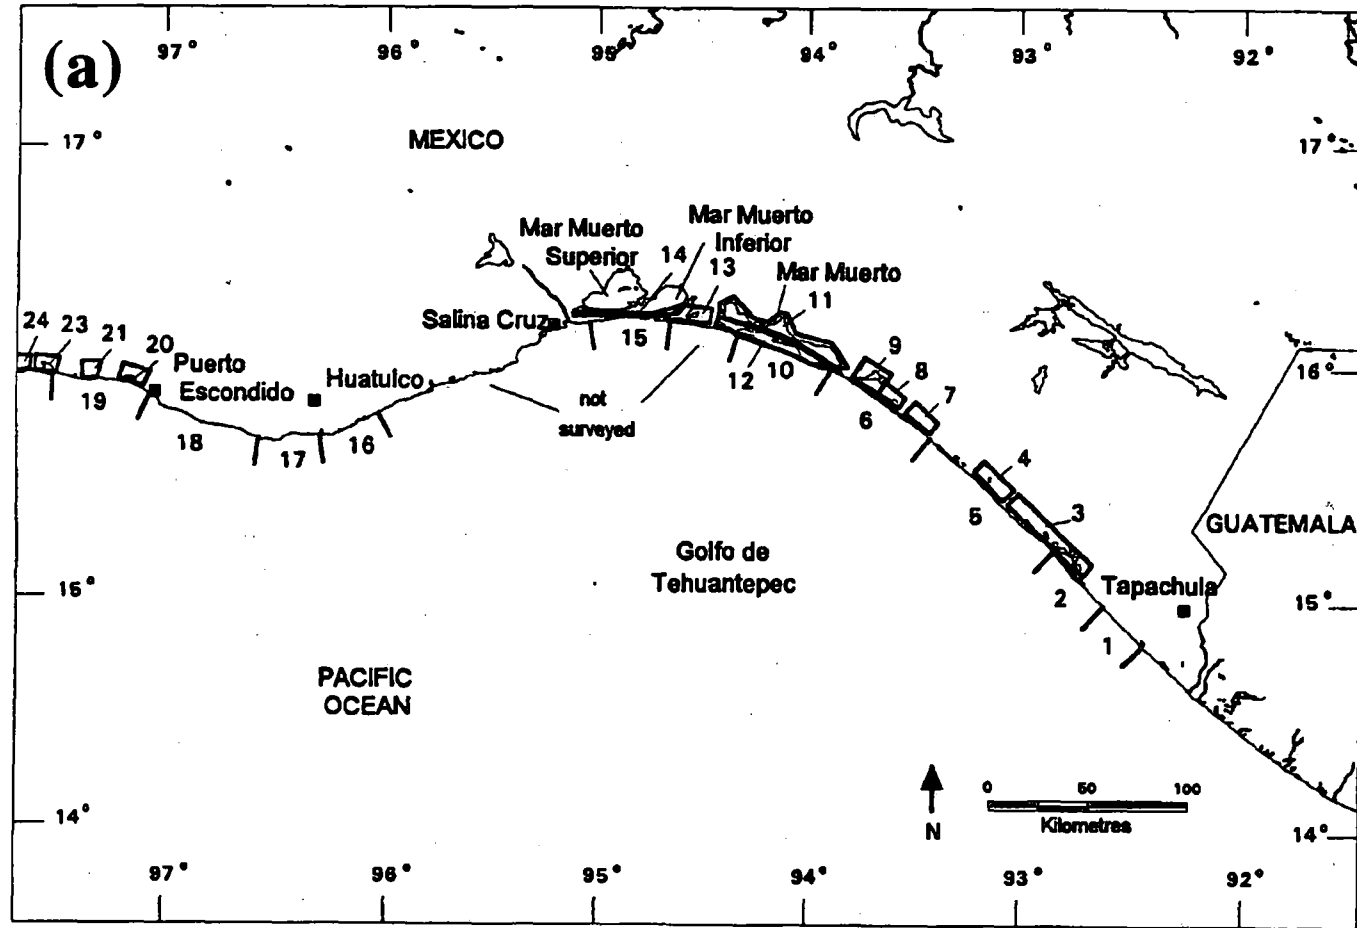 (a)
97° 96° 95 94° 93° 92°
17° 17°
MEXICO
Mar Muerto
Superior
Mar Muerto
Inferior
14
13
Mar Muerto
11
Salina Cruz
15
12
10
9
8
7
6
24 23 21 20
19
Puerto
Escondido
Huatulco
not
surveyed
16°
18
17
16
4
5
3
GUATEMALA
Golfo de
Tehuantepec
15° 15°
Tapachula
2
1
PACIFIC
OCEAN
0 50 100
Kilometres
N
14° 14°
97° 96° 95° 94° 93° 92°